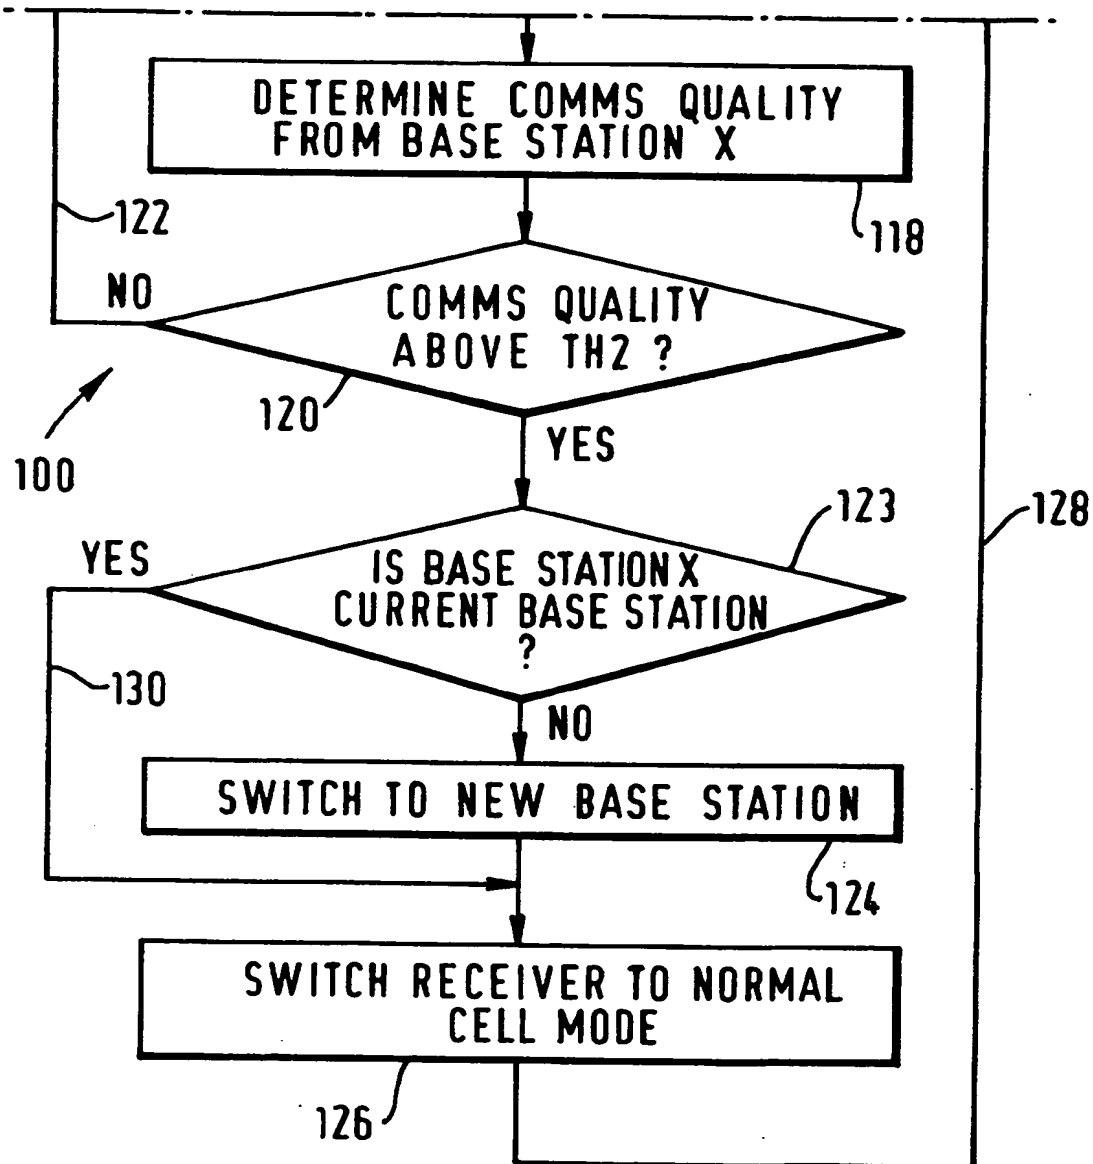 DETERMINE COMMS QUALITY
FROM BASE STATION X
122
118
NO
COMMS QUALITY
ABOVE TH2 ?
120
100
YES
123
128
YES
IS BASE STATION X
CURRENT BASE STATION
?
130
NO
SWITCH TO NEW BASE STATION
124
SWITCH RECEIVER TO NORMAL
CELL MODE
126